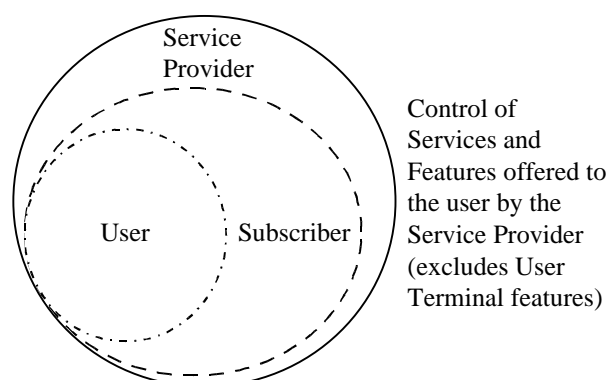 Service
Provider
User
Subscriber
Control of
Services and
Features offered to
the user by the
Service Provider
(excludes User
Terminal features)